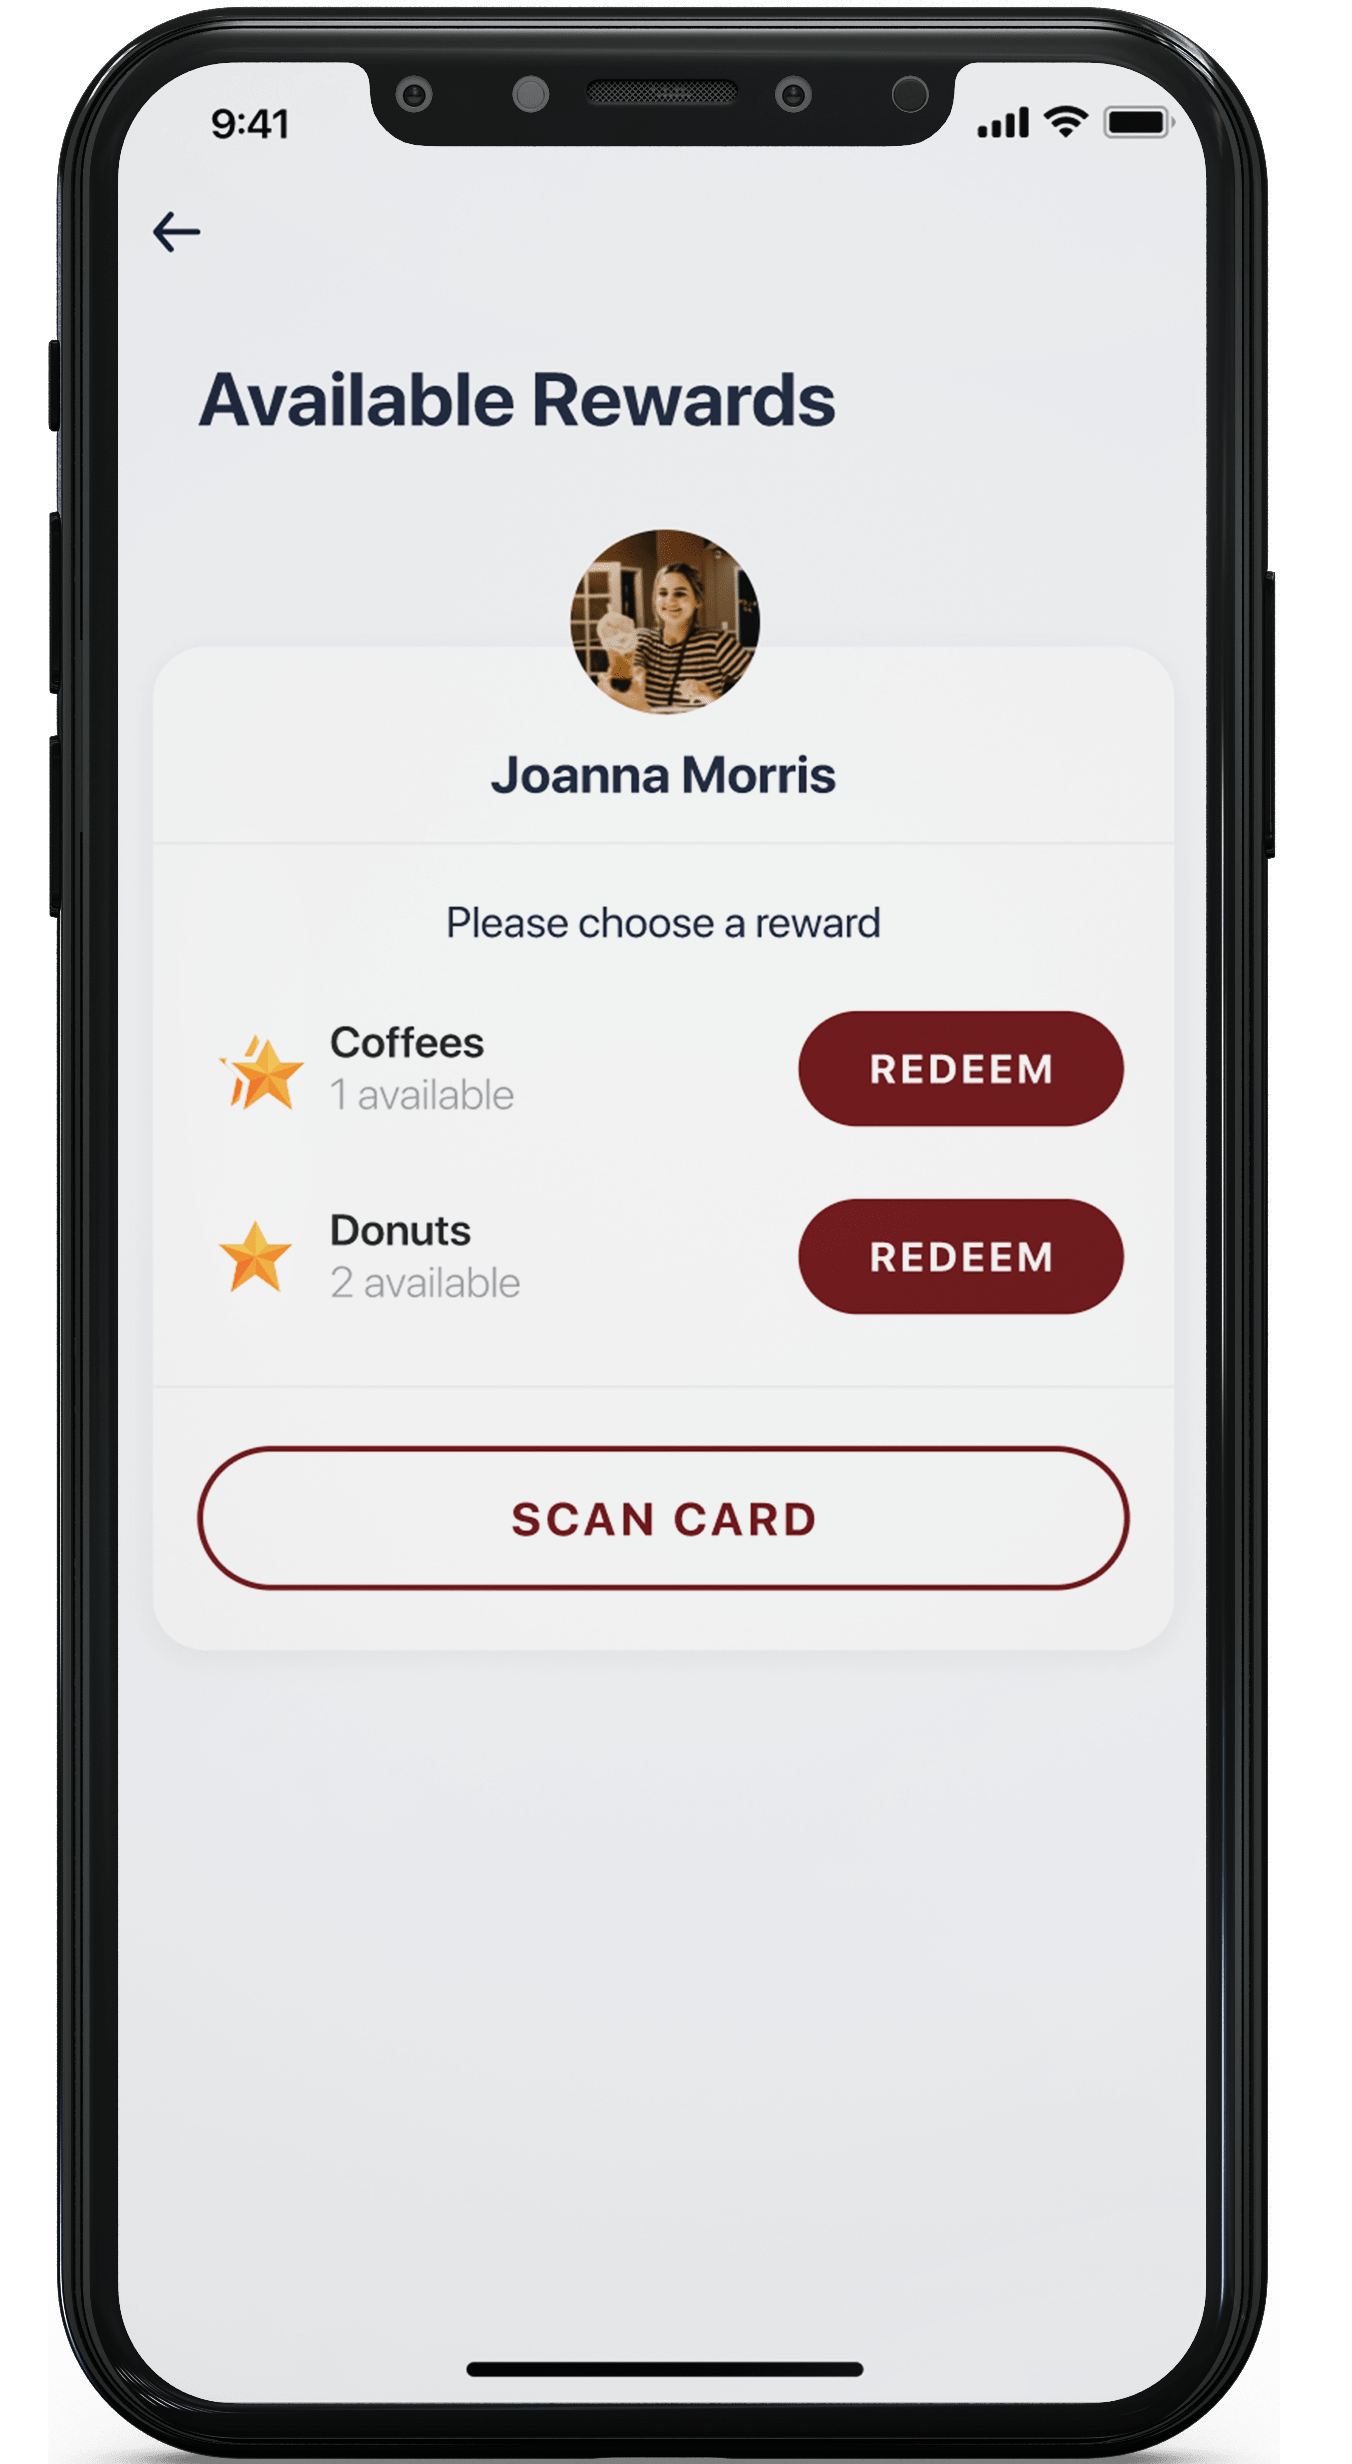 9:41
Available Rewards
Joanna Morris
Please choose a reward
Coffees
1 available
REDEEM
Donuts
2 available
REDEEM
SCAN CARD